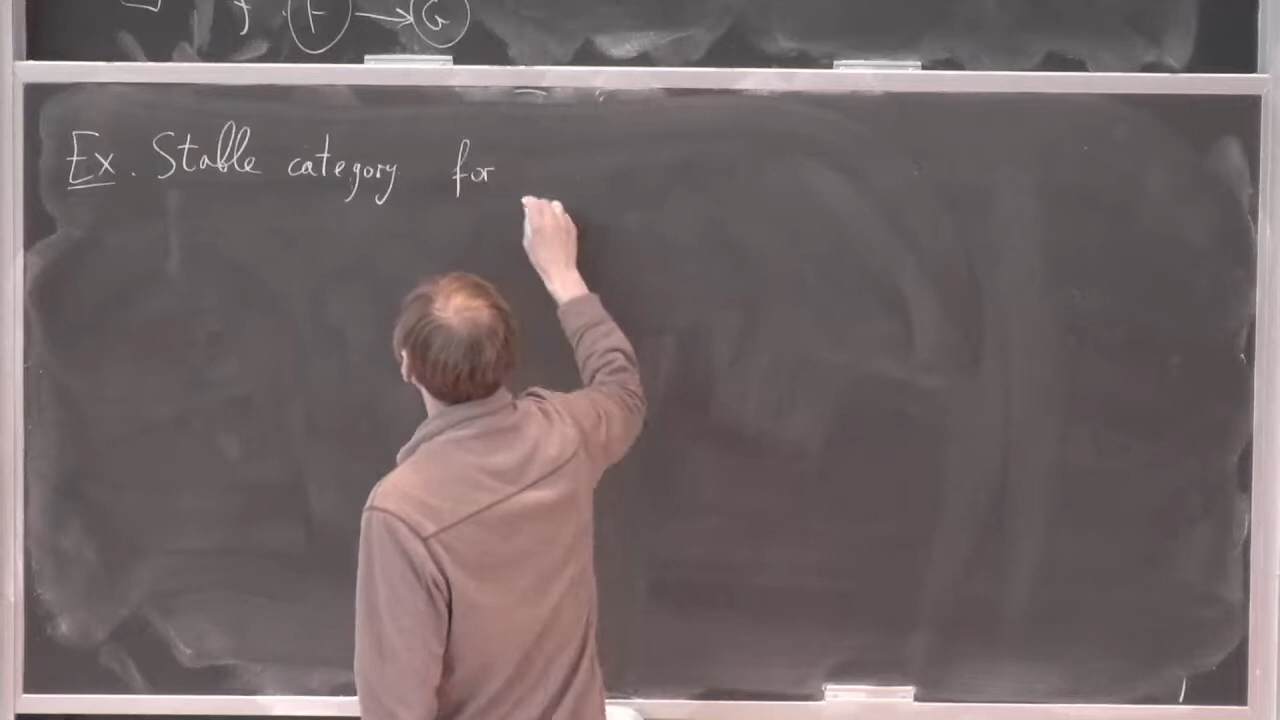 f F → G
Ex. Stable category for